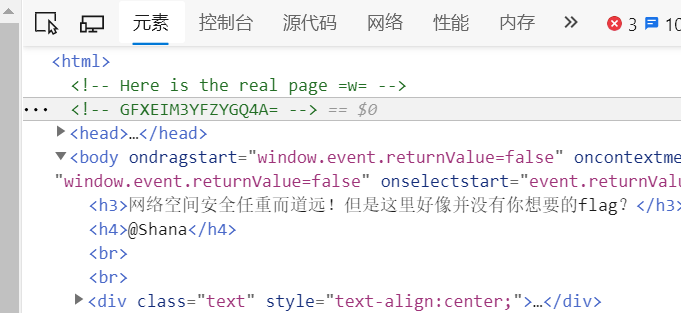 元素 控制台 源代码 网络 性能 内存 » 3 10
<html>
<!-- Here is the real page =w= -->
··· <!-- GFXEIM3YFZYGQ4A= --> == $0
▶<head>…</head>
▼<body ondragstart="window.event.returnValue=false" oncontextme
"window.event.returnValue=false" onselectstart="event.returnValu
<h3>网络空间安全任重而道远！但是这里好像并没有你想要的flag？</h3>
<h4>@Shana</h4>
<br>
<br>
▶<div class="text" style="text-align:center;">…</div>